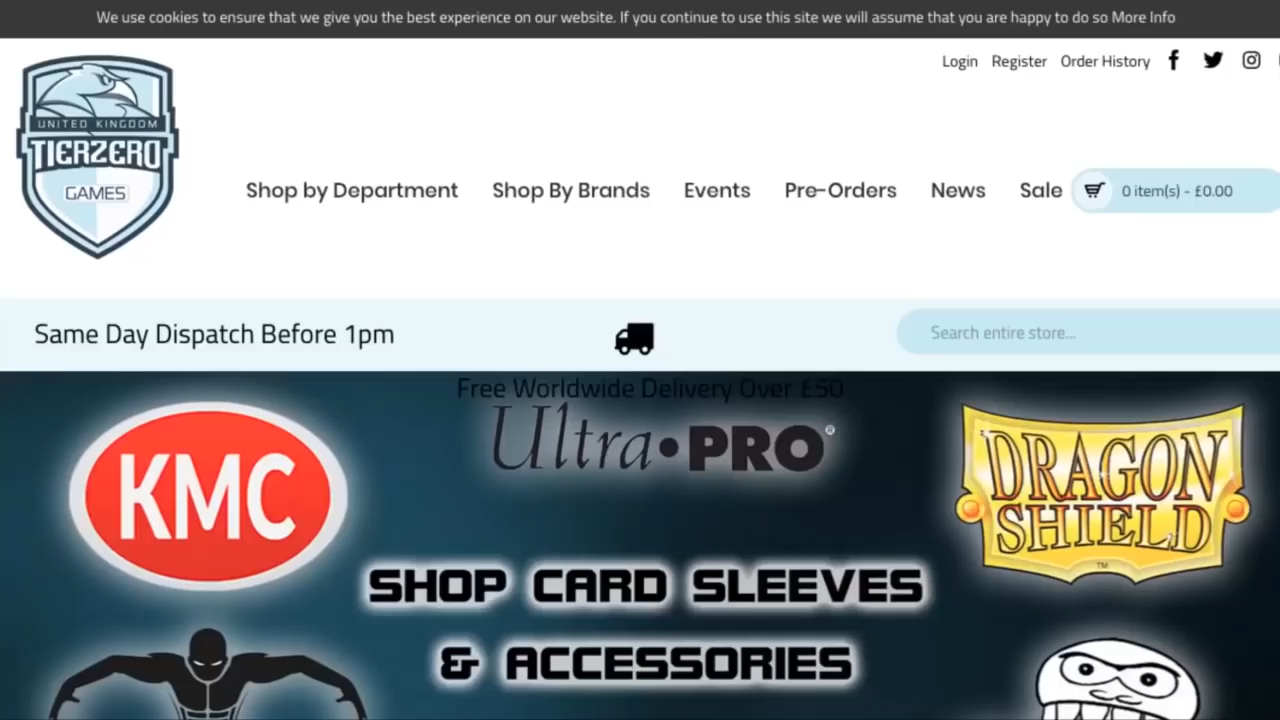 We use cookies to ensure that we give you the best experience on our website. If you continue to use this site we will assume that you are happy to do so More Info
Login Register Order History
UNITED KINGDOM
TIERZERO
GAMES
Shop by Department Shop By Brands Events Pre-Orders News Sale 0 item(s) - £0.00
Same Day Dispatch Before 1pm
Search entire store...
Free Worldwide Delivery Over £50
KMC
Ultra•PRO®
DRAGON
SHIELD
™
SHOP CARD SLEEVES
& ACCESSORIES